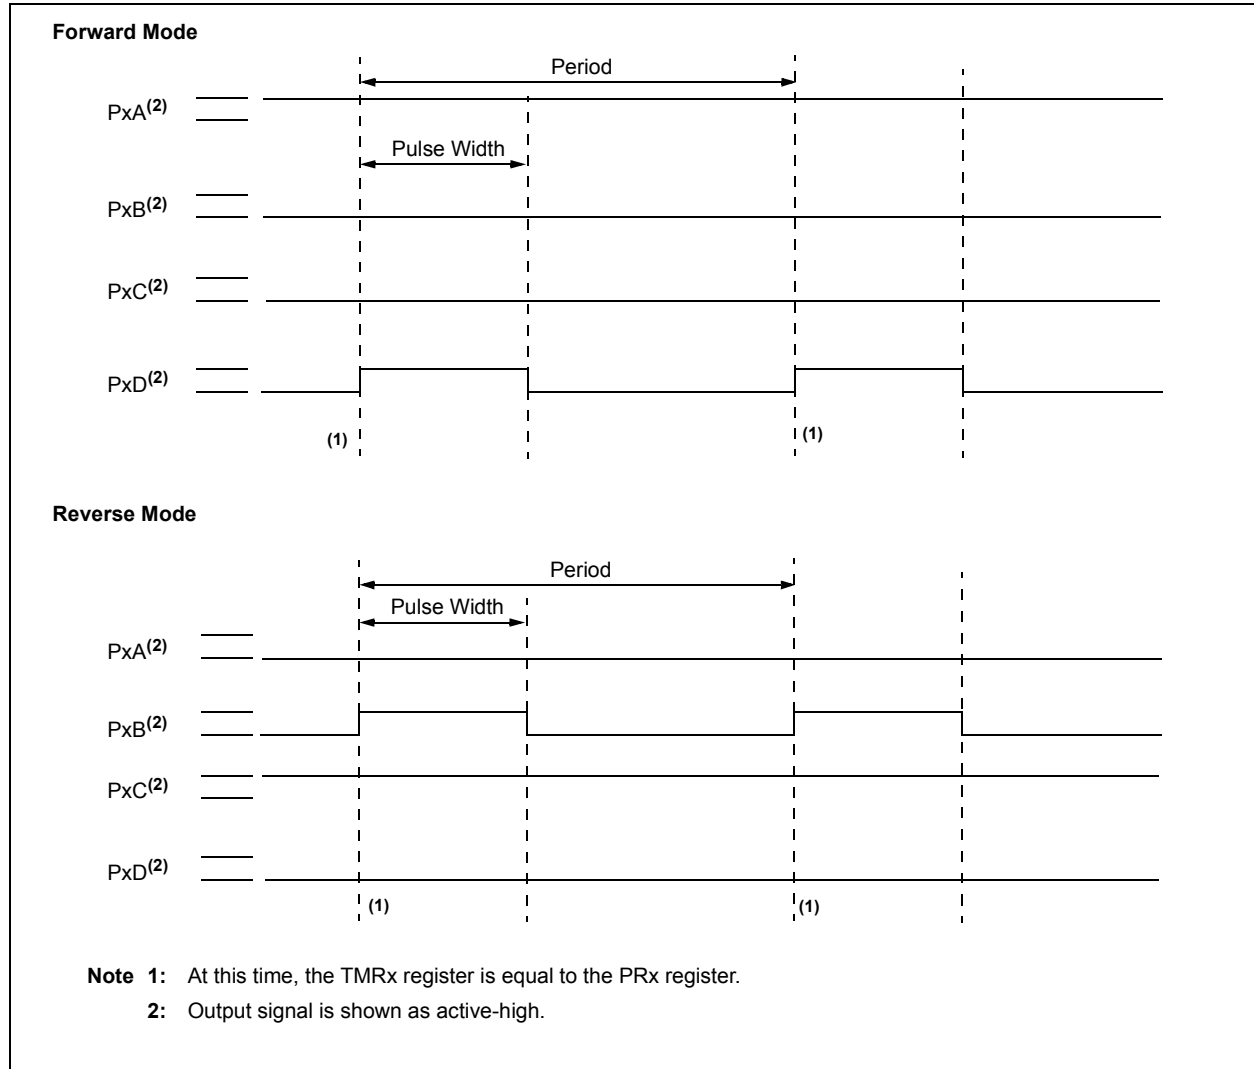 Forward Mode
Period
PxA(2)
Pulse Width
PxB(2)
PxC(2)
PxD(2)
(1) (1)
Reverse Mode
Period
Pulse Width
PxA(2)
PxB(2)
PxC(2)
PxD(2)
(1) (1)
Note 1: At this time, the TMRx register is equal to the PRx register.
2: Output signal is shown as active-high.